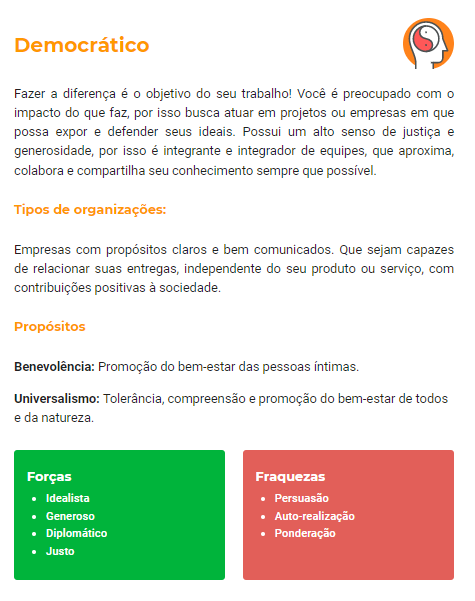 Democrático
Fazer a diferença é o objetivo do seu trabalho! Você é preocupado com o
impacto do que faz, por isso busca atuar em projetos ou empresas em que
possa expor e defender seus ideais. Possui um alto senso de justiça e
generosidade, por isso é integrante e integrador de equipes, que aproxima,
colabora e compartilha seu conhecimento sempre que possível.
Tipos de organizações:
Empresas com propósitos claros e bem comunicados. Que sejam capazes
de relacionar suas entregas, independente do seu produto ou serviço, com
contribuições positivas à sociedade.
Propósitos
Benevolência: Promoção do bem-estar das pessoas íntimas.
Universalismo: Tolerância, compreensão e promoção do bem-estar de todos
e da natureza.
Forças
• Idealista
• Generoso
• Diplomático
• Justo
Fraquezas
• Persuasão
• Auto-realização
• Ponderação